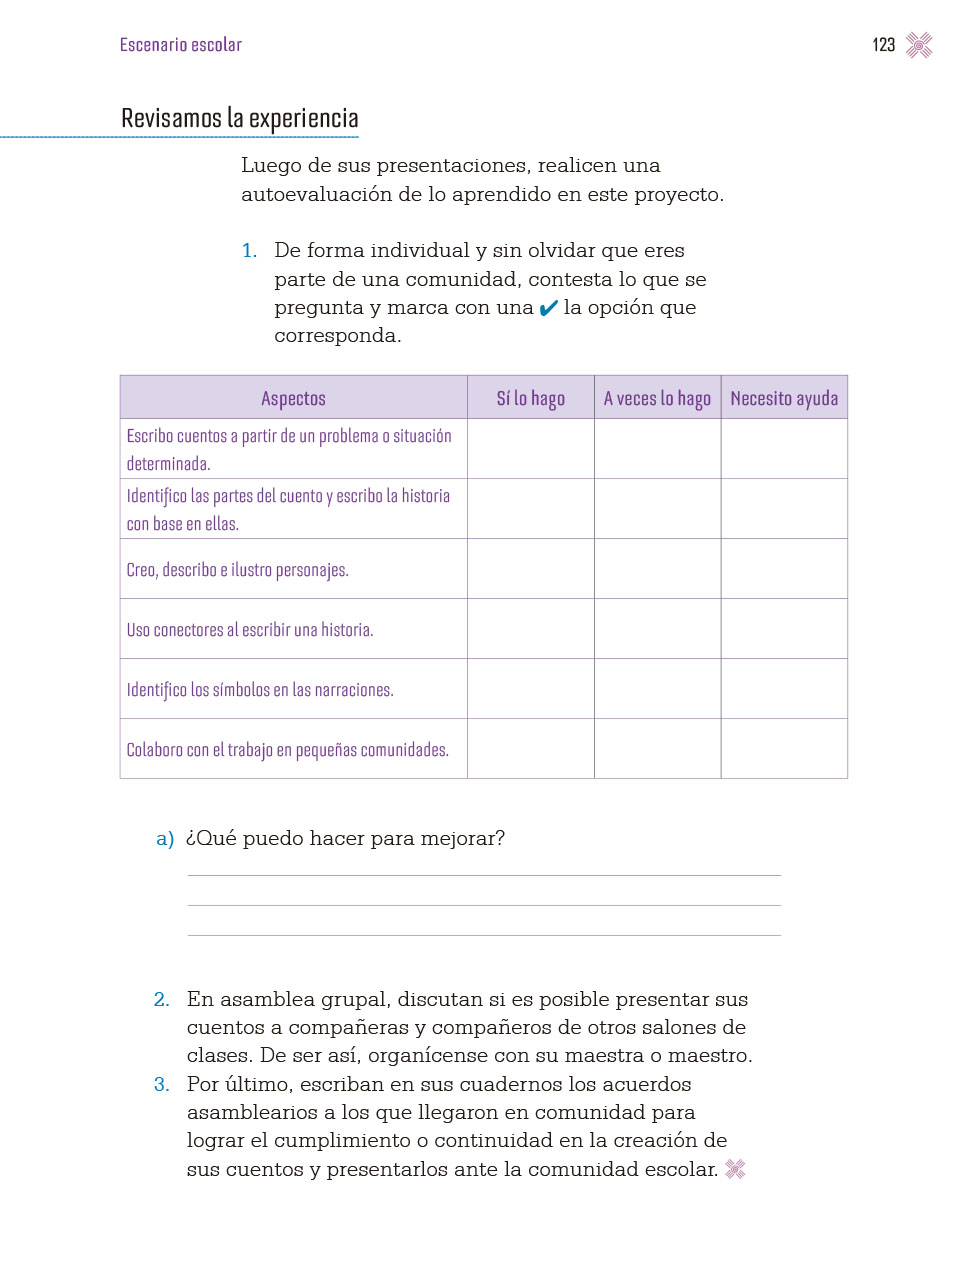 Escenario escolar
123
Revisamos la experiencia
Luego de sus presentaciones, realicen una
autoevaluación de lo aprendido en este proyecto.
1. De forma individual y sin olvidar que eres
parte de una comunidad, contesta lo que se
pregunta y marca con una ✔ la opción que
corresponda.
Aspectos Sí lo hago A veces lo hago Necesito ayuda
Escribo cuentos a partir de un problema o situación
determinada.
Identifico las partes del cuento y escribo la historia
con base en ellas.
Creo, describo e ilustro personajes.
Uso conectores al escribir una historia.
Identifico los símbolos en las narraciones.
Colaboro con el trabajo en pequeñas comunidades.
a) ¿Qué puedo hacer para mejorar?
2. En asamblea grupal, discutan si es posible presentar sus
cuentos a compañeras y compañeros de otros salones de
clases. De ser así, organícense con su maestra o maestro.
3. Por último, escriban en sus cuadernos los acuerdos
asamblearios a los que llegaron en comunidad para
lograr el cumplimiento o continuidad en la creación de
sus cuentos y presentarlos ante la comunidad escolar.